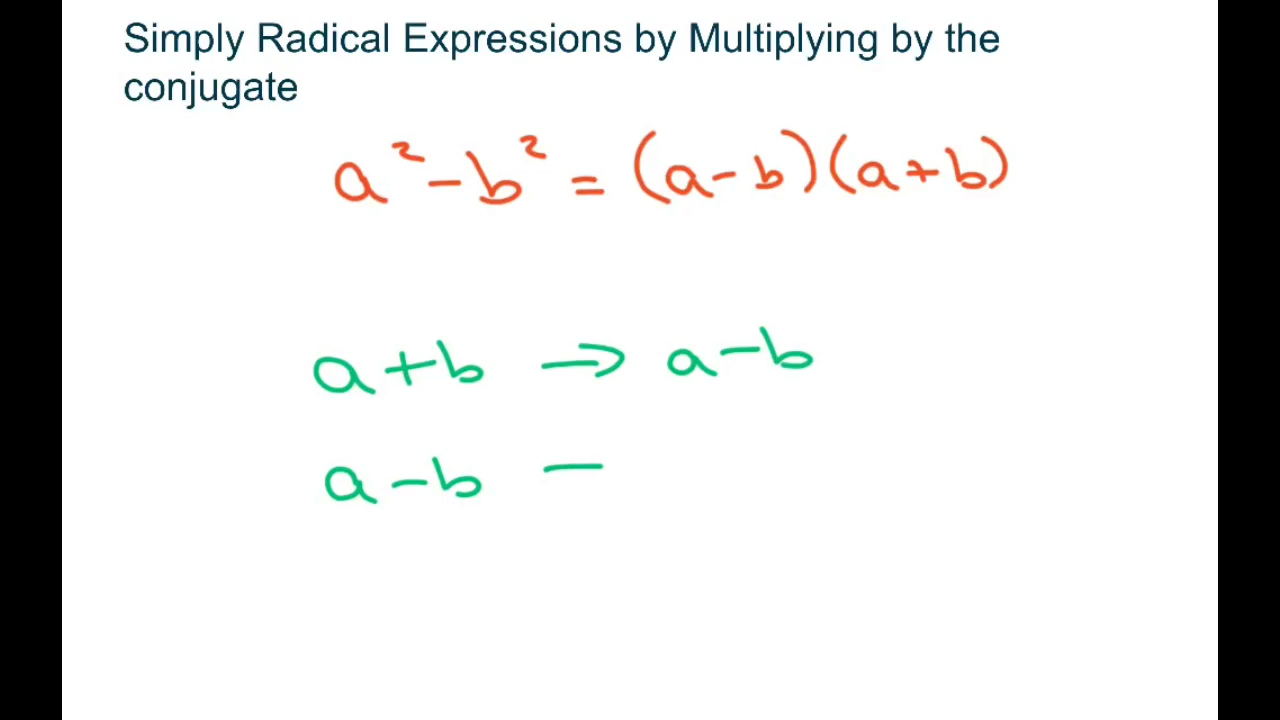 Simply Radical Expressions by Multiplying by the
conjugate
a² - b² = (a - b)(a + b)
a + b → a - b
a - b —